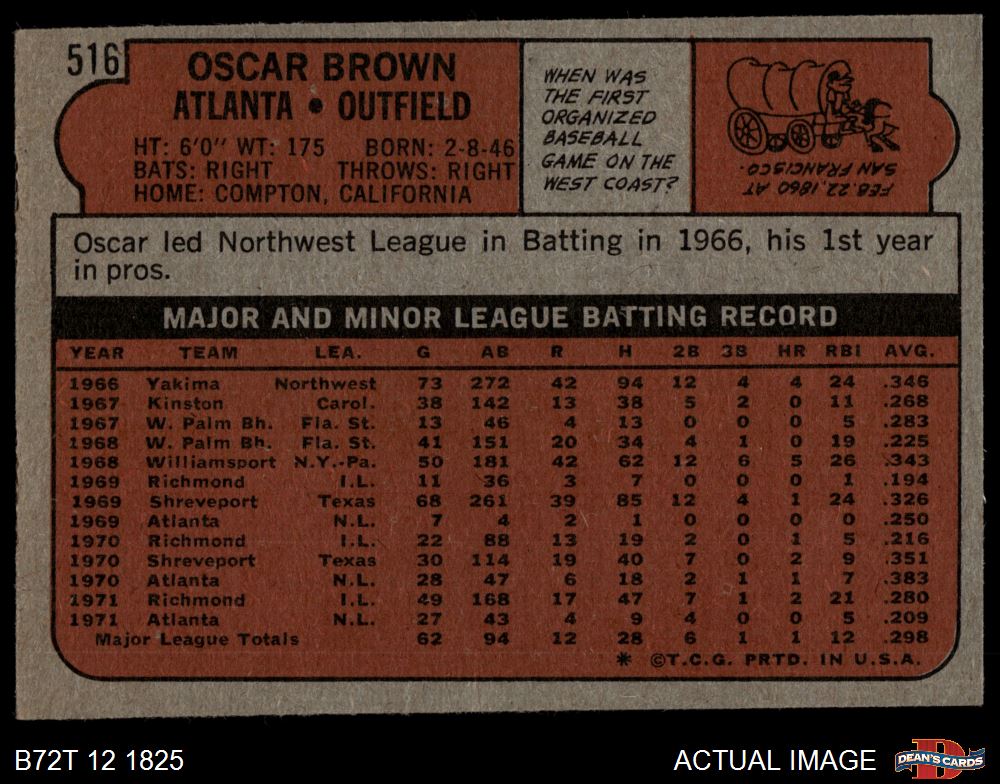 516
OSCAR BROWN
ATLANTA • OUTFIELD
HT: 6'0" WT: 175 BORN: 2-8-46
BATS: RIGHT THROWS: RIGHT
HOME: COMPTON, CALIFORNIA
WHEN WAS
THE FIRST
ORGANIZED
BASEBALL
GAME ON THE
WEST COAST?
FEB. 22, 1860 AT
SAN FRANCISCO.
Oscar led Northwest League in Batting in 1966, his 1st year
in pros.
MAJOR AND MINOR LEAGUE BATTING RECORD
YEAR TEAM LEA. G AB R H 2B 3B HR RBI AVG.
1966 Yakima Northwest 73 272 42 94 12 4 4 24 .346
1967 Kinston Carol. 38 142 13 38 5 2 0 11 .268
1967 W. Palm Bh. Fla. St. 13 46 4 13 0 0 0 5 .283
1968 W. Palm Bh. Fla. St. 41 151 20 34 4 1 0 19 .225
1968 Williamsport N.Y.-Pa. 50 181 42 62 12 6 5 26 .343
1969 Richmond I.L. 11 36 3 7 0 0 0 1 .194
1969 Shreveport Texas 68 261 39 85 12 4 1 24 .326
1969 Atlanta N.L. 7 4 2 1 0 0 0 0 .250
1970 Richmond I.L. 22 88 13 19 2 0 1 5 .216
1970 Shreveport Texas 30 114 19 40 7 0 2 9 .351
1970 Atlanta N.L. 28 47 6 18 2 1 1 7 .383
1971 Richmond I.L. 49 168 17 47 7 1 2 21 .280
1971 Atlanta N.L. 27 43 4 9 4 0 0 5 .209
Major League Totals 62 94 12 28 6 1 1 12 .298
* ©T.C.G. PRTD. IN U.S.A.
B72T 12 1825
ACTUAL IMAGE
DEAN'S CARDS